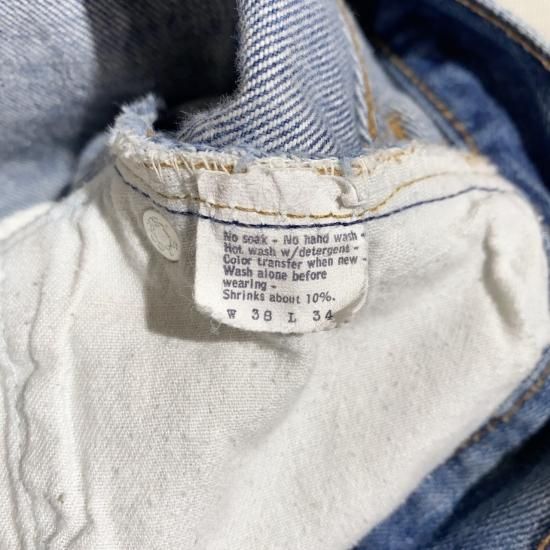 No soak - No hand wash -
Hot wash w/detergent -
Color transfer when new -
Wash alone before
wearing -
Shrinks about 10%.
W 38 L 34